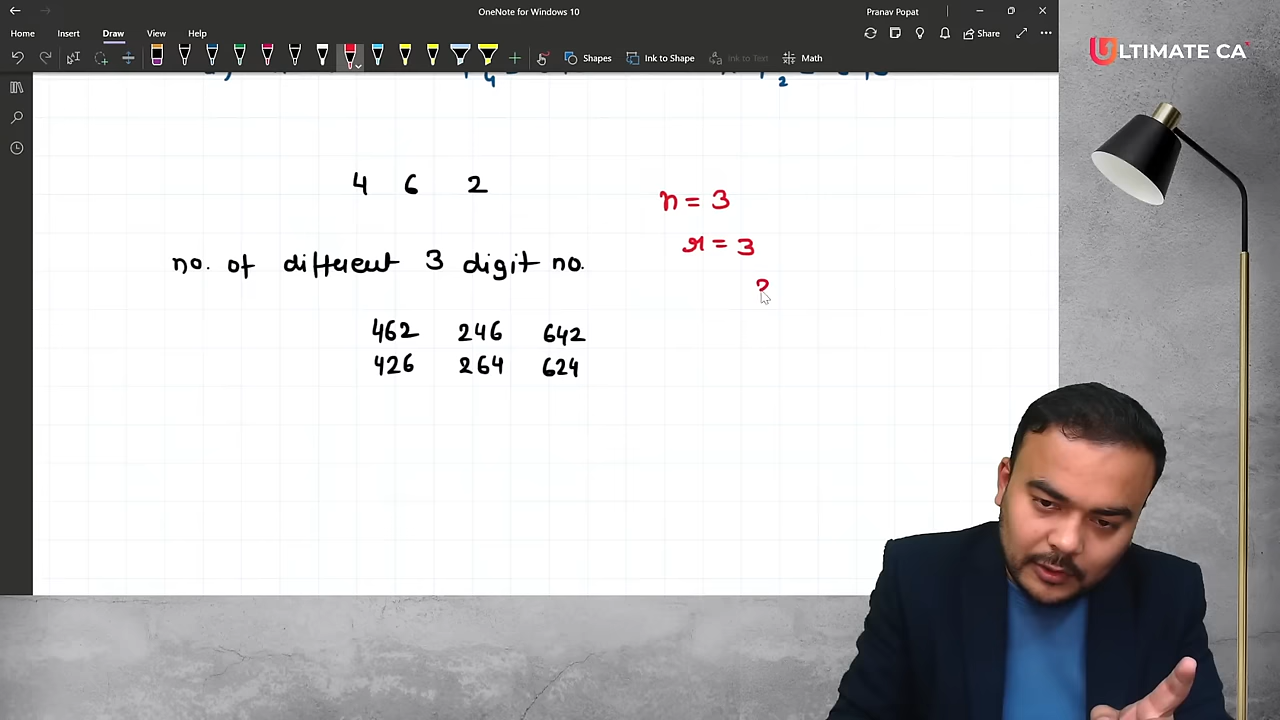 OneNote for Windows 10
Pranav Popat
Home Insert Draw View Help
Share
Shapes Ink to Shape Ink to Text Math
ULTIMATE CA
4 6 2
n = 3
r = 3
no. of different 3 digit no.
462 246 642
426 264 624